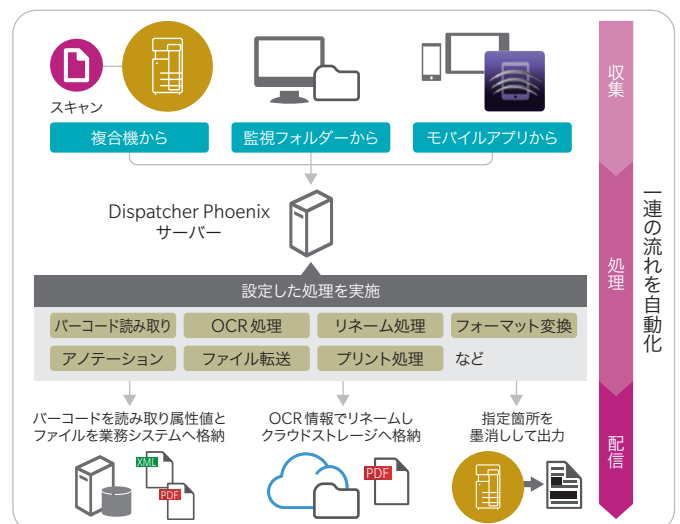 スキャン
複合機から
監視フォルダーから
モバイルアプリから
収集
Dispatcher Phoenix
サーバー
一連の流れを自動化
処理
設定した処理を実施
バーコード読み取り
OCR処理
リネーム処理
フォーマット変換
アノテーション
ファイル転送
プリント処理
など
バーコードを読み取り属性値と
ファイルを業務システムへ格納
OCR情報でリネームし
クラウドストレージへ格納
指定箇所を
墨消しして出力
配信
XML
PDF
PDF